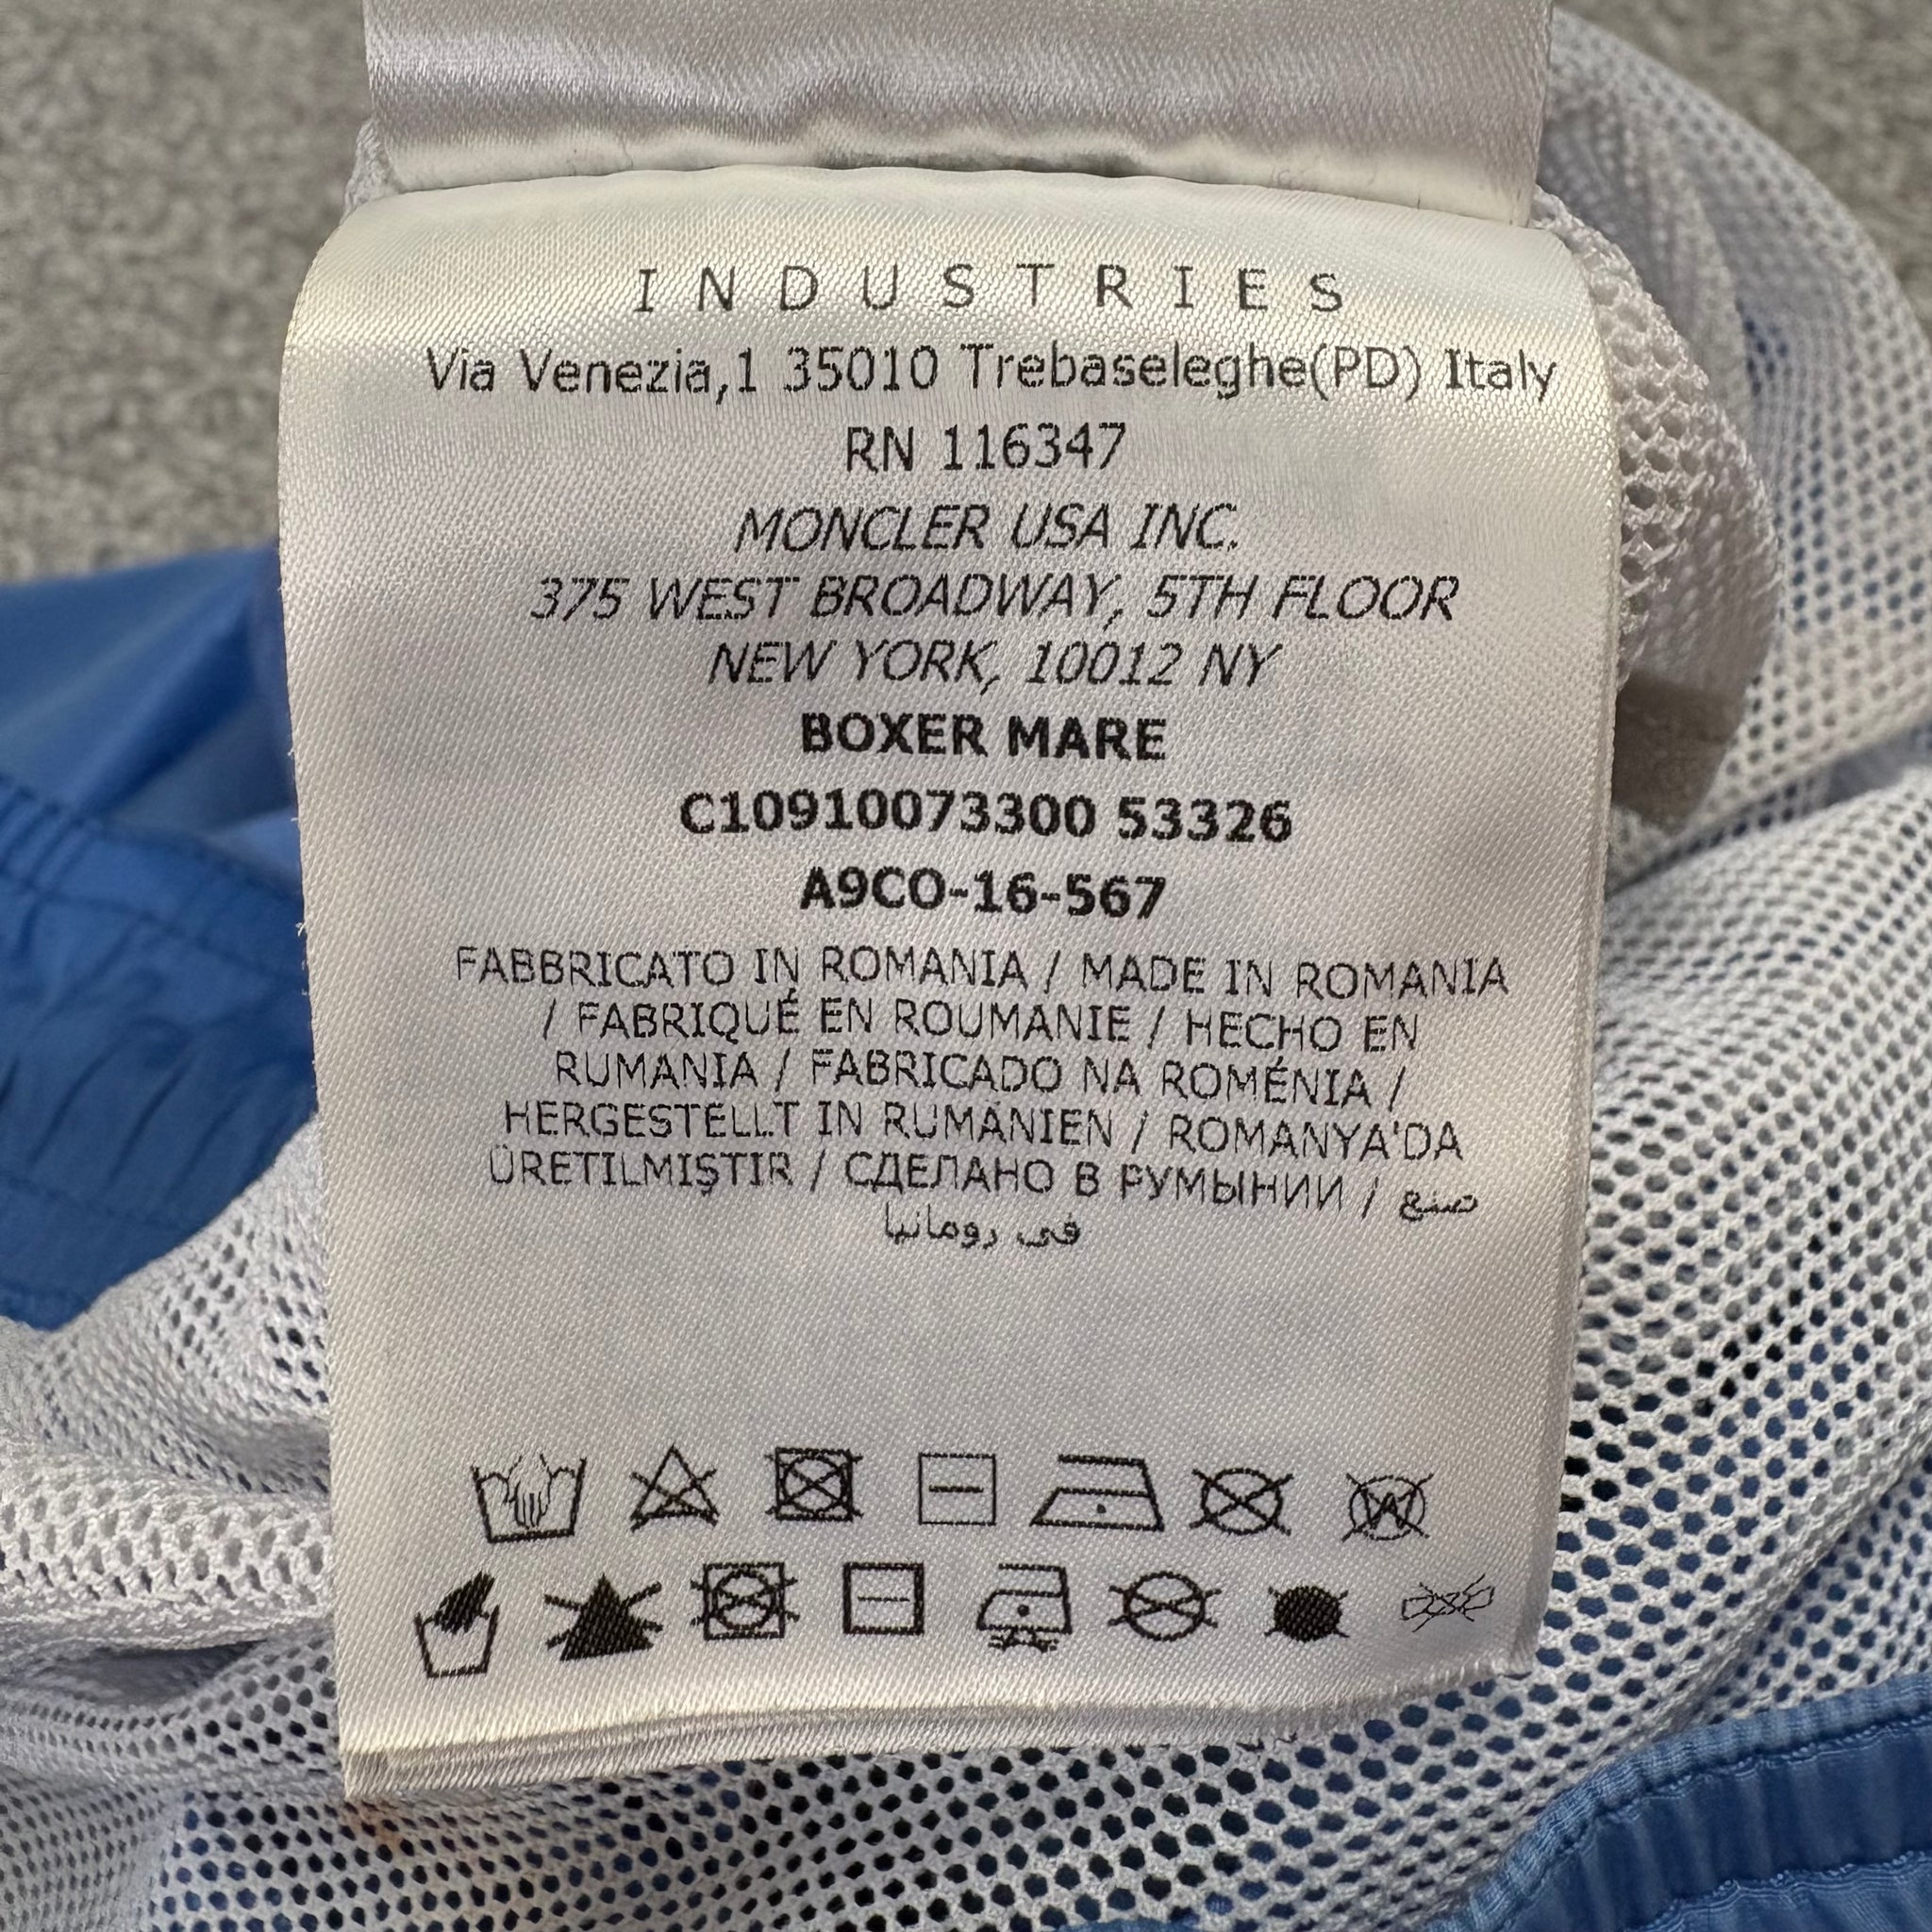 INDUSTRIES
Via Venezia,1 35010 Trebaseleghe(PD) Italy
RN 116347
MONCLER USA INC.
375 WEST BROADWAY, 5TH FLOOR
NEW YORK, 10012 NY
BOXER MARE
C10910073300 53326
A9CO-16-567
FABBRICATO IN ROMANIA / MADE IN ROMANIA
/ FABRIQUÉ EN ROUMANIE / HECHO EN
RUMANIA / FABRICADO NA ROMÉNIA /
HERGESTELLT IN RUMÄNIEN / ROMANYA'DA
ÜRETILMIŞTIR / СДЕЛАНО В РУМЫНИИ / صنع
فى رومانيا
W